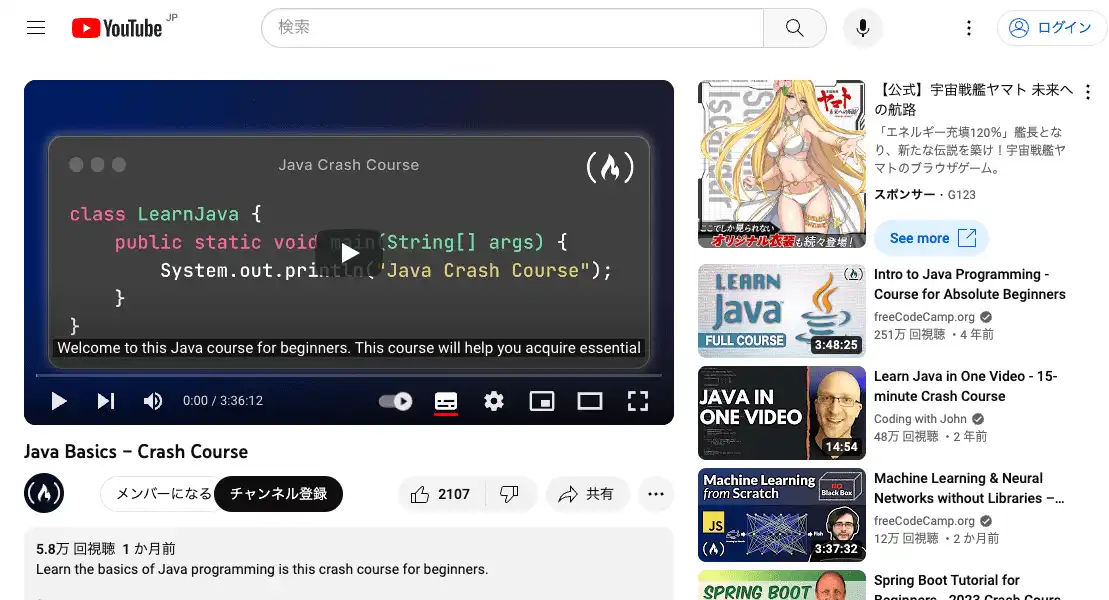 YouTube JP
検索
ログイン
Java Crash Course
class LearnJava {
public static void main(String[] args) {
System.out.println("Java Crash Course");
}
}
Welcome to this Java course for beginners. This course will help you acquire essential
0:00 / 3:36:12
Java Basics – Crash Course
メンバーになる
チャンネル登録
2107
共有
5.8万 回視聴 1 か月前
Learn the basics of Java programming is this crash course for beginners.
ヤマト
ここでしか見られない
オリジナル衣装も続々登場！
【公式】宇宙戦艦ヤマト 未来へ
の航路
「エネルギー充填120％」艦長とな
り、新たな伝説を築け！宇宙戦艦ヤ
マトのブラウザゲーム。
スポンサー・G123
See more
LEARN
Java
FULL COURSE
3:48:25
Intro to Java Programming -
Course for Absolute Beginners
freeCodeCamp.org
251万 回視聴 ・4 年前
JAVA IN
ONE VIDEO
14:54
Learn Java in One Video - 15-
minute Crash Course
Coding with John
48万 回視聴 ・2 年前
Machine Learning
from Scratch
NO
Black Box
JS
3:37:32
Machine Learning & Neural
Networks without Libraries –...
freeCodeCamp.org
12万 回視聴 ・2 か月前
SPRING BOOT
Spring Boot Tutorial for
Beginners - 2023 Crash Cours